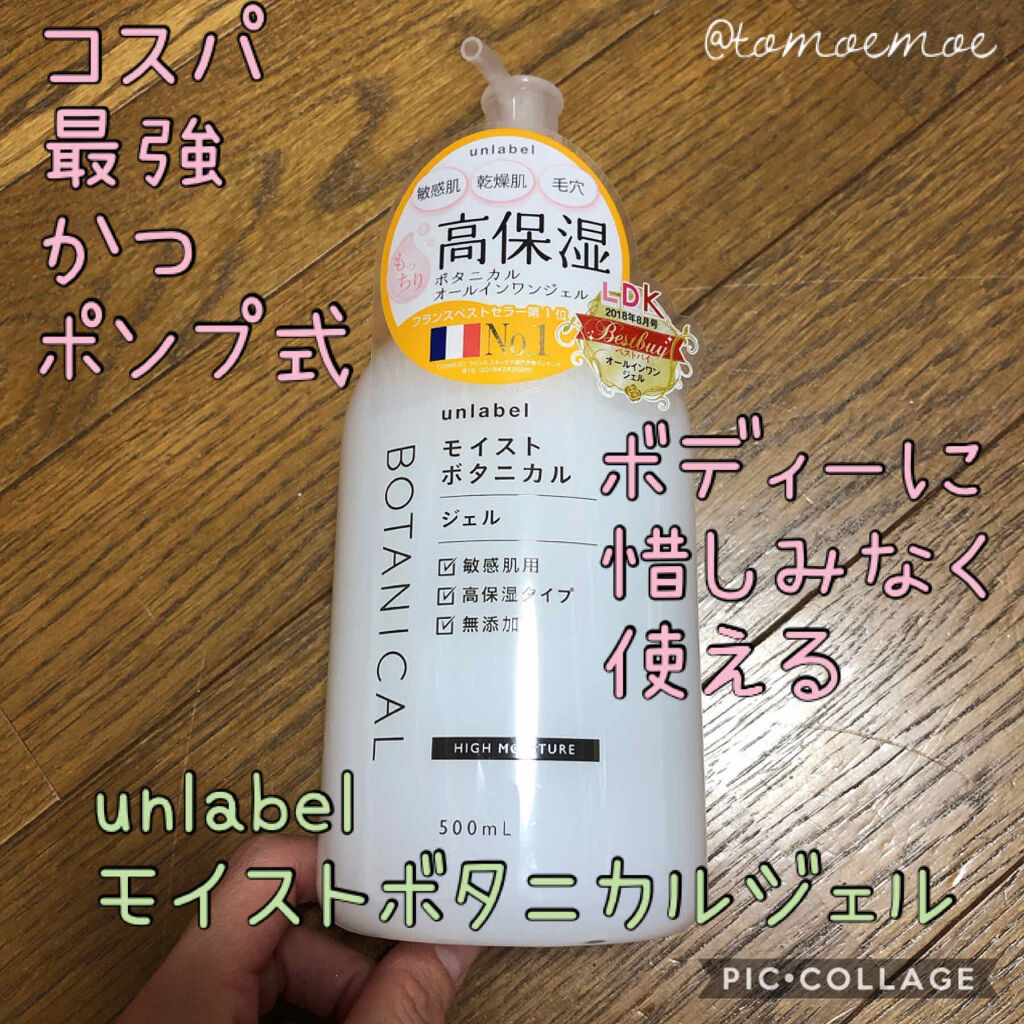 @tomoemoe
コスパ
最強
かつ
ポンプ式
unlabel
敏感肌 乾燥肌 毛穴
高保湿
もっちり
ボタニカル
オールインワンジェル
フランスベストセラー第1位
No.1
LDK
2018年8月号
Bestbuy
ベストバイ
オールインワン
ジェル
unlabel
モイスト
ボタニカル
ジェル
敏感肌用
高保湿タイプ
無添加
BOTANICAL
HIGH MOISTURE
500mL
ボディーに
惜しみなく
使える
unlabel
モイストボタニカルジェル
PIC•COLLAGE